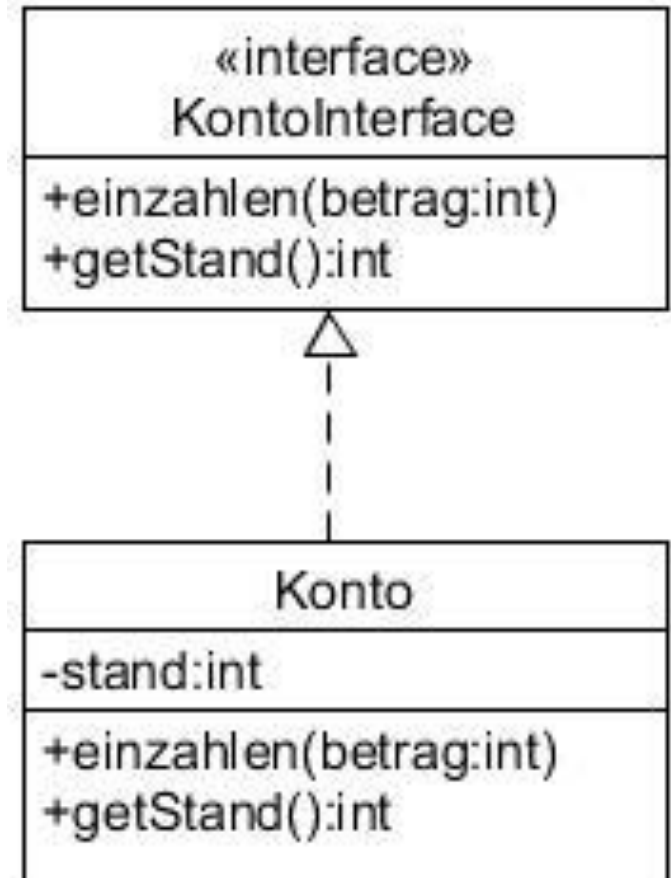 «interface»
KontoInterface
+einzahlen(betrag:int)
+getStand():int
Konto
-stand:int
+einzahlen(betrag:int)
+getStand():int